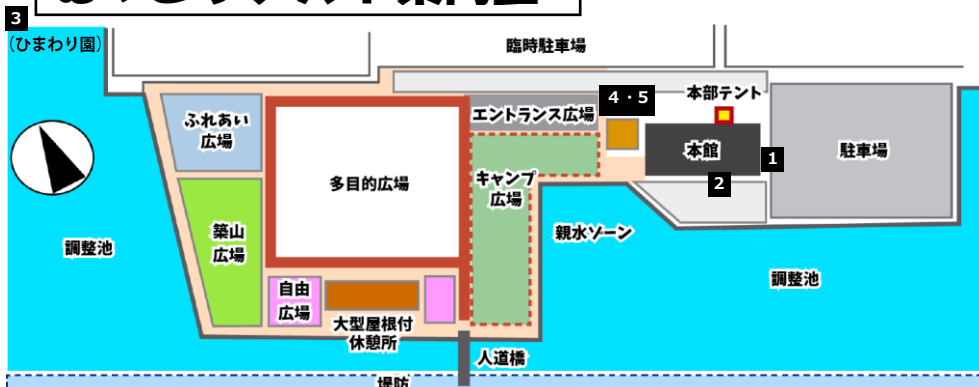 3
(ひまわり園)
臨時駐車場
4・5
本部テント
エントランス広場
ふれあい
広場
本館
1
駐車場
多目的広場
キャンプ
広場
2
築山
広場
親水ゾーン
調整池
調整池
自由
広場
大型屋根付
休憩所
人道橋
堤防